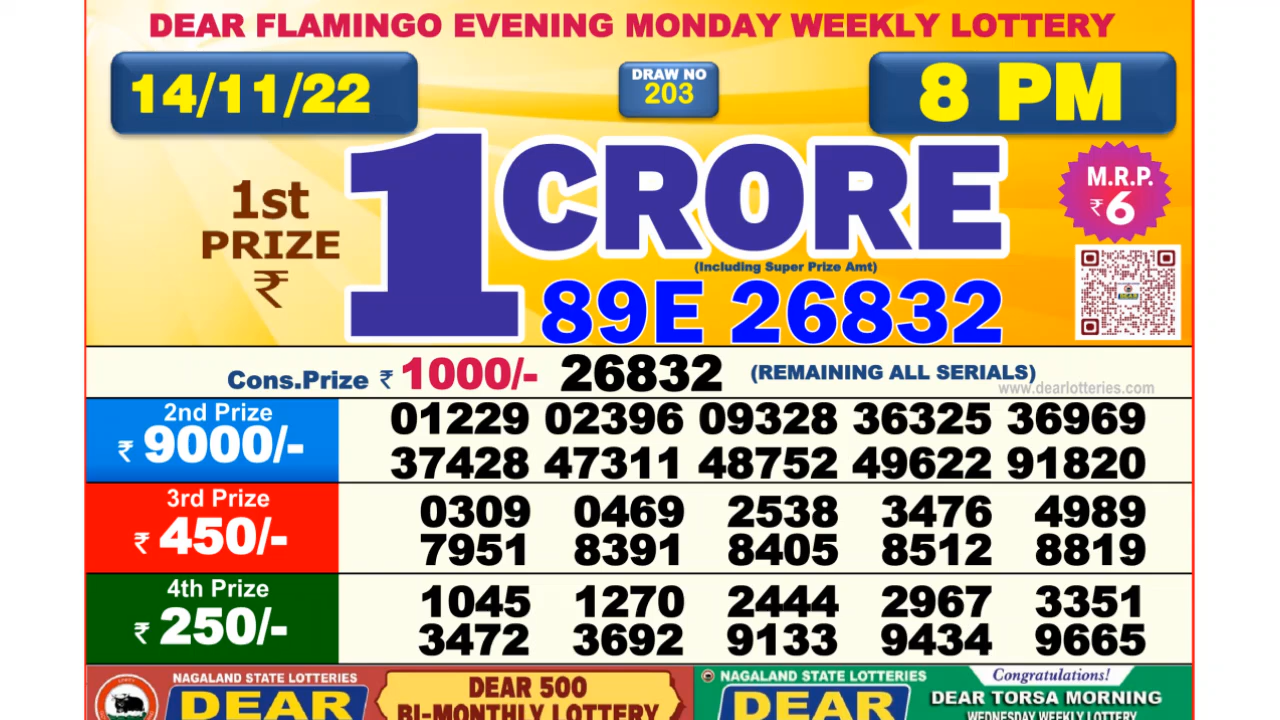 DEAR FLAMINGO EVENING MONDAY WEEKLY LOTTERY
14/11/22
DRAW NO
203
8 PM
1st
PRIZE
₹
1 CRORE
(Including Super Prize Amt)
89E 26832
M.R.P.
₹ 6
DEAR
Cons.Prize ₹ 1000/- 26832 (REMAINING ALL SERIALS)
www.dearlotteries.com
2nd Prize
₹ 9000/-
01229 02396 09328 36325 36969
37428 47311 48752 49622 91820
3rd Prize
₹ 450/-
0309 0469 2538 3476 4989
7951 8391 8405 8512 8819
4th Prize
₹ 250/-
1045 1270 2444 2967 3351
3472 3692 9133 9434 9665
NAGALAND STATE LOTTERIES
DEAR
DEAR 500
BI-MONTHLY LOTTERY
NAGALAND STATE LOTTERIES
DEAR
Congratulations!
DEAR TORSA MORNING
WEDNESDAY WEEKLY LOTTERY